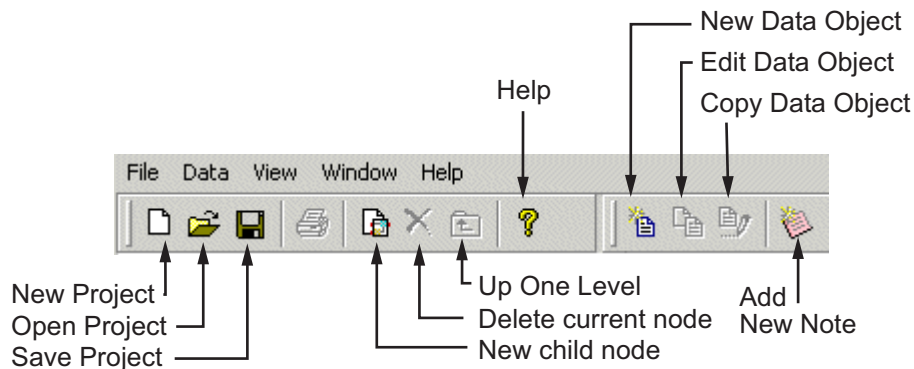 New Data Object
Edit Data Object
Help
Copy Data Object
File Data View Window Help
?
New Project
Up One Level
Add
Open Project
Delete current node
New Note
Save Project
New child node